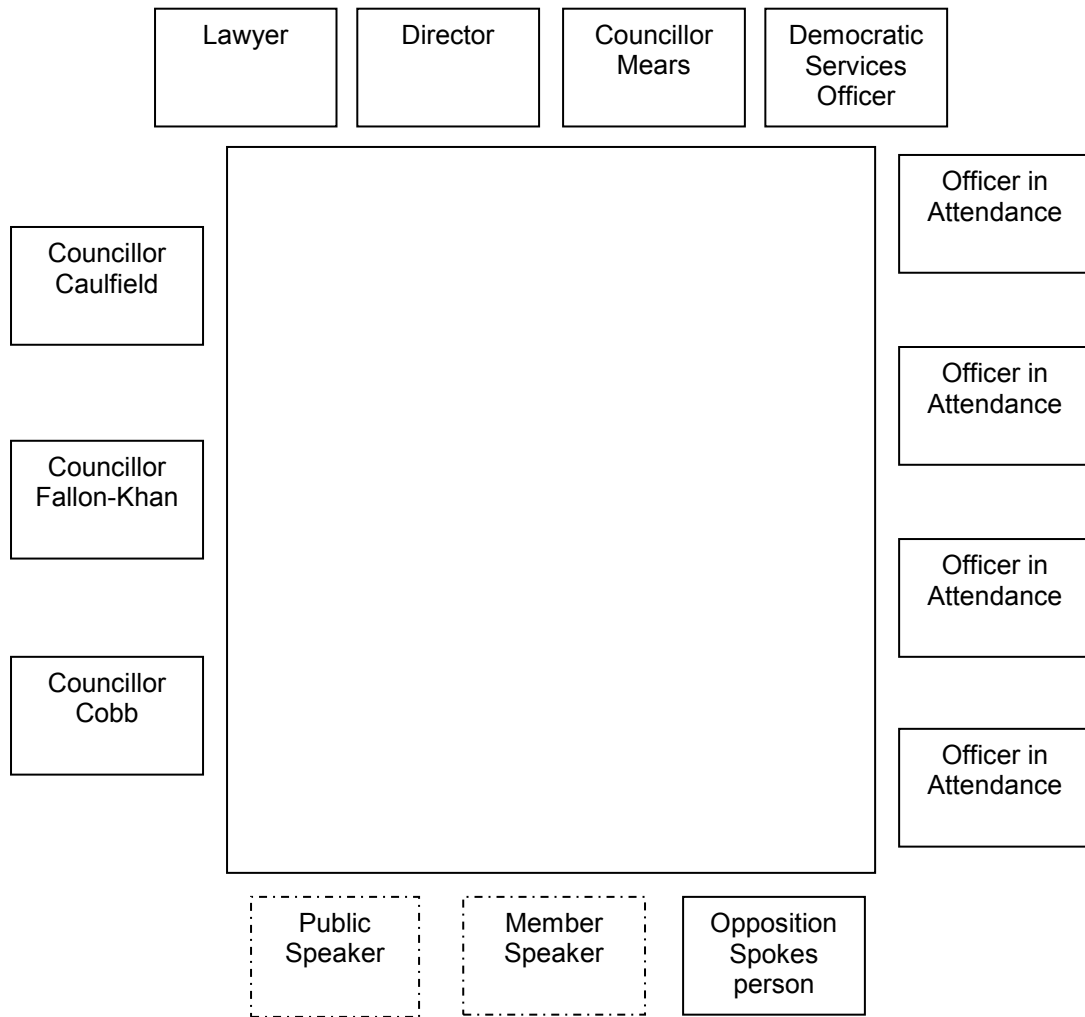 Lawyer
Director
Councillor
Mears
Democratic
Services
Officer
Officer in
Attendance
Councillor
Caulfield
Officer in
Attendance
Councillor
Fallon-Khan
Officer in
Attendance
Councillor
Cobb
Officer in
Attendance
Public
Speaker
Member
Speaker
Opposition
Spokes
person